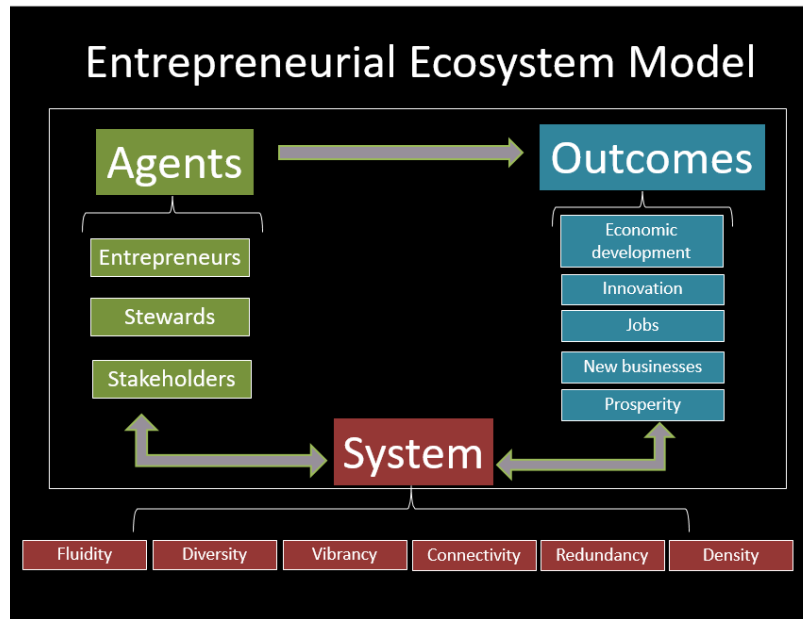 Entrepreneurial Ecosystem Model
Agents
Outcomes
Entrepreneurs
Stewards
Stakeholders
Economic
development
Innovation
Jobs
New businesses
Prosperity
System
Fluidity
Diversity
Vibrancy
Connectivity
Redundancy
Density